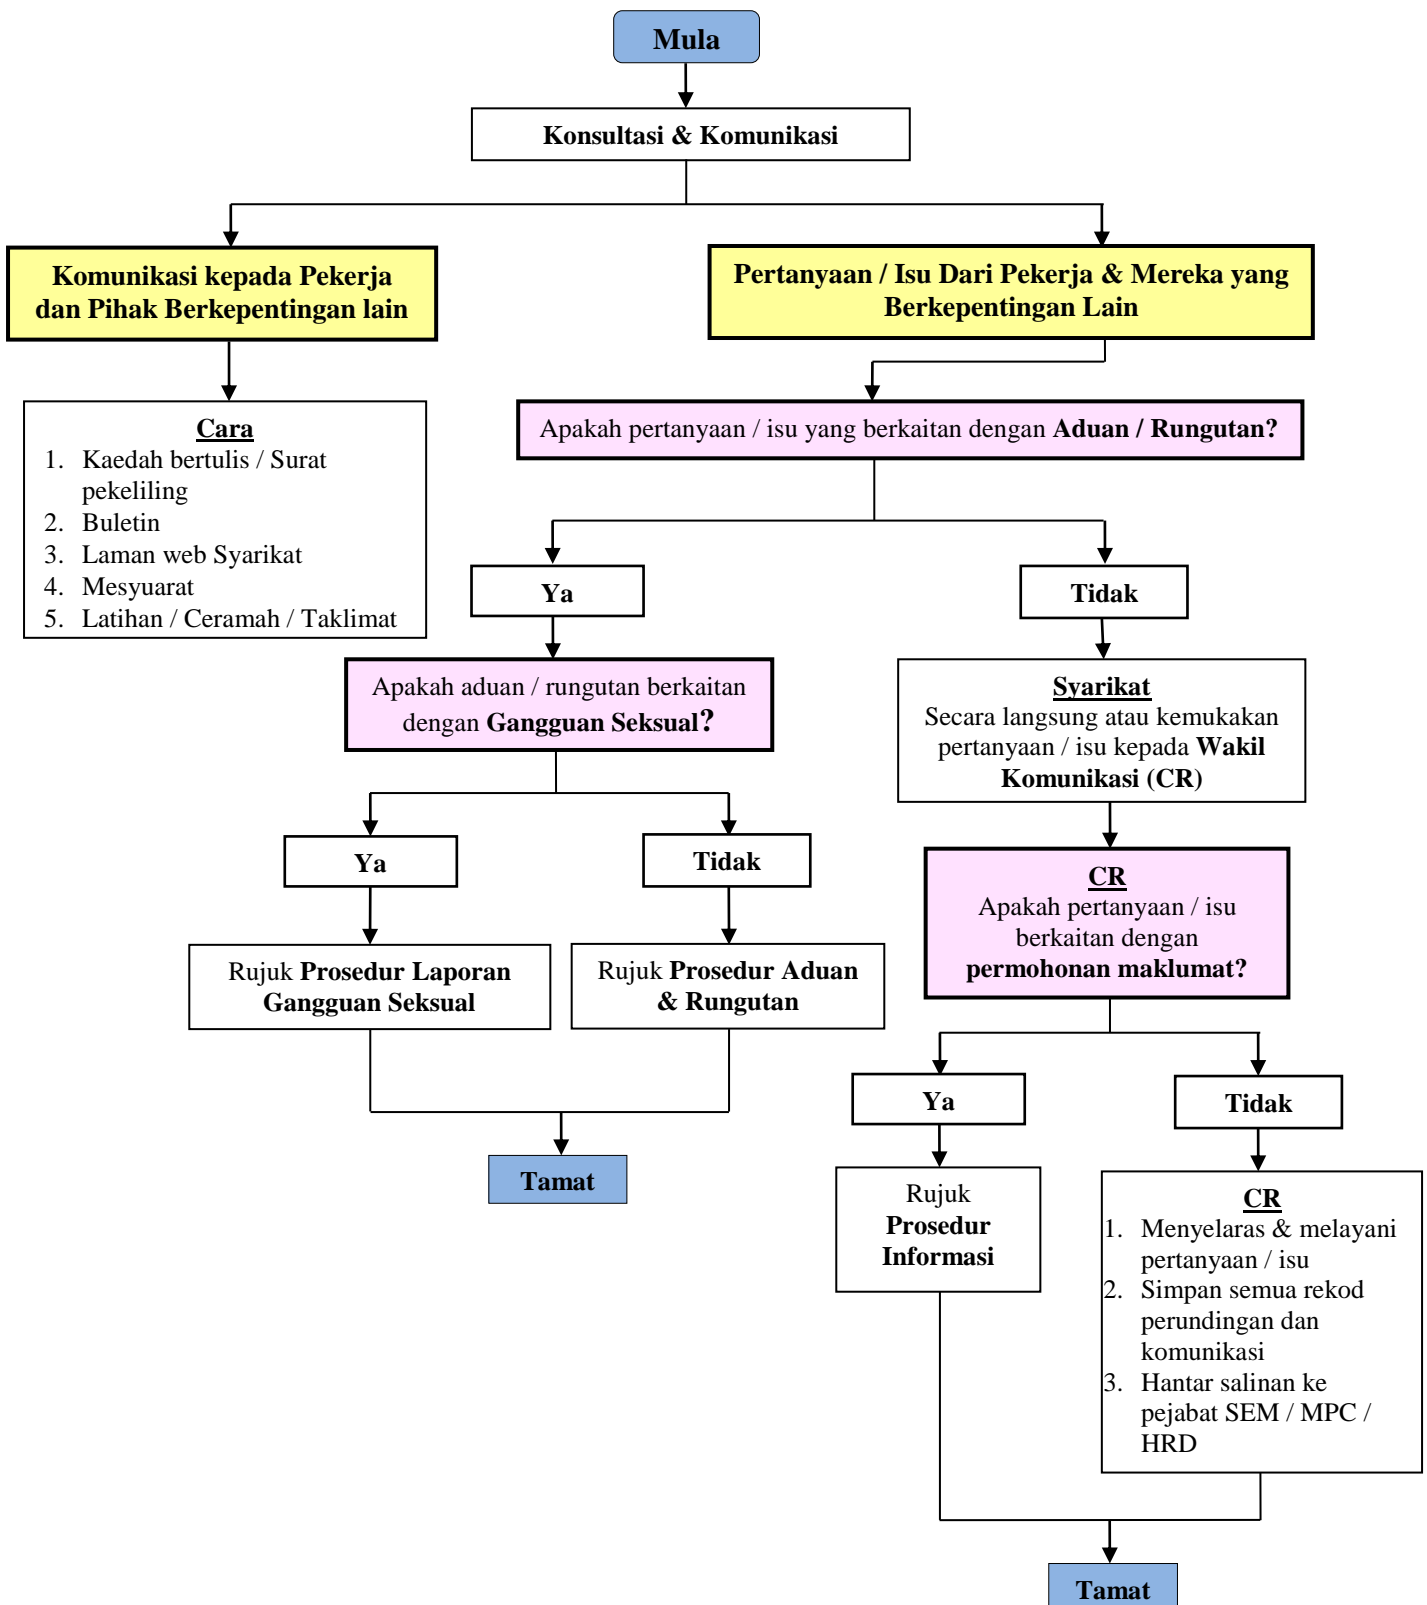 Mula
Konsultasi & Komunikasi
Komunikasi kepada Pekerja
dan Pihak Berkepentingan lain
Pertanyaan / Isu Dari Pekerja & Mereka yang
Berkepentingan Lain
Cara
1. Kaedah bertulis / Surat
pekeliling
2. Buletin
3. Laman web Syarikat
4. Mesyuarat
5. Latihan / Ceramah / Taklimat
Apakah pertanyaan / isu yang berkaitan dengan Aduan / Rungutan?
Ya
Tidak
Apakah aduan / rungutan berkaitan
dengan Gangguan Seksual?
Syarikat
Secara langsung atau kemukakan
pertanyaan / isu kepada Wakil
Komunikasi (CR)
Ya
Tidak
CR
Apakah pertanyaan / isu
berkaitan dengan
permohonan maklumat?
Rujuk Prosedur Laporan
Gangguan Seksual
Rujuk Prosedur Aduan
& Rungutan
Ya
Tidak
Tamat
Rujuk
Prosedur
Informasi
CR
1. Menyelaras & melayani
pertanyaan / isu
2. Simpan semua rekod
perundingan dan
komunikasi
3. Hantar salinan ke
pejabat SEM / MPC /
HRD
Tamat